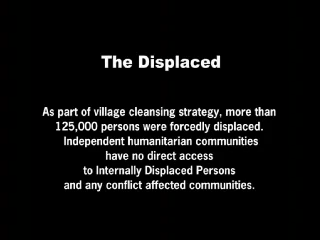 The Displaced
As part of village cleansing strategy, more than
125,000 persons were forcedly displaced.
Independent humanitarian communities
have no direct access
to Internally Displaced Persons
and any conflict affected communities.